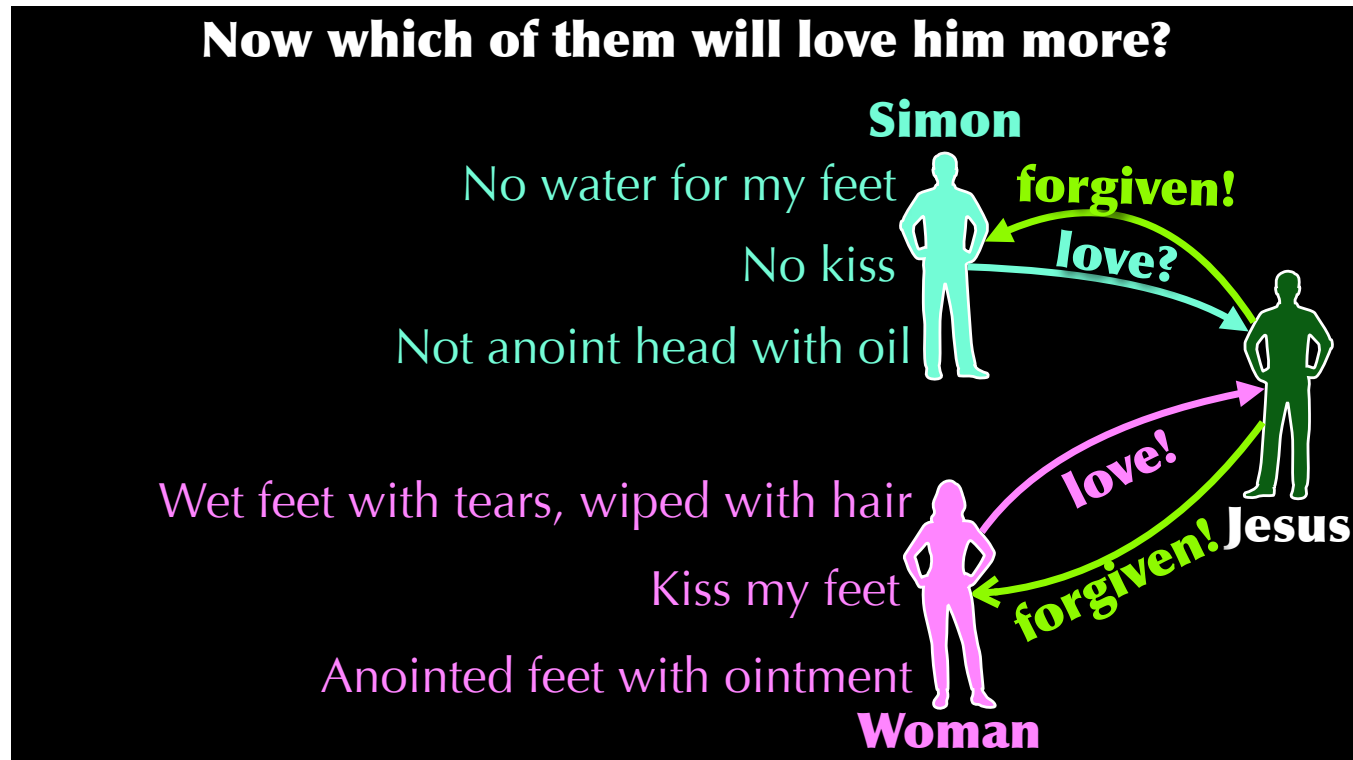 Now which of them will love him more?
Simon
No water for my feet
forgiven!
No kiss
love?
Not anoint head with oil
love!
Wet feet with tears, wiped with hair
Jesus
Kiss my feet
forgiven!
Anointed feet with ointment
Woman